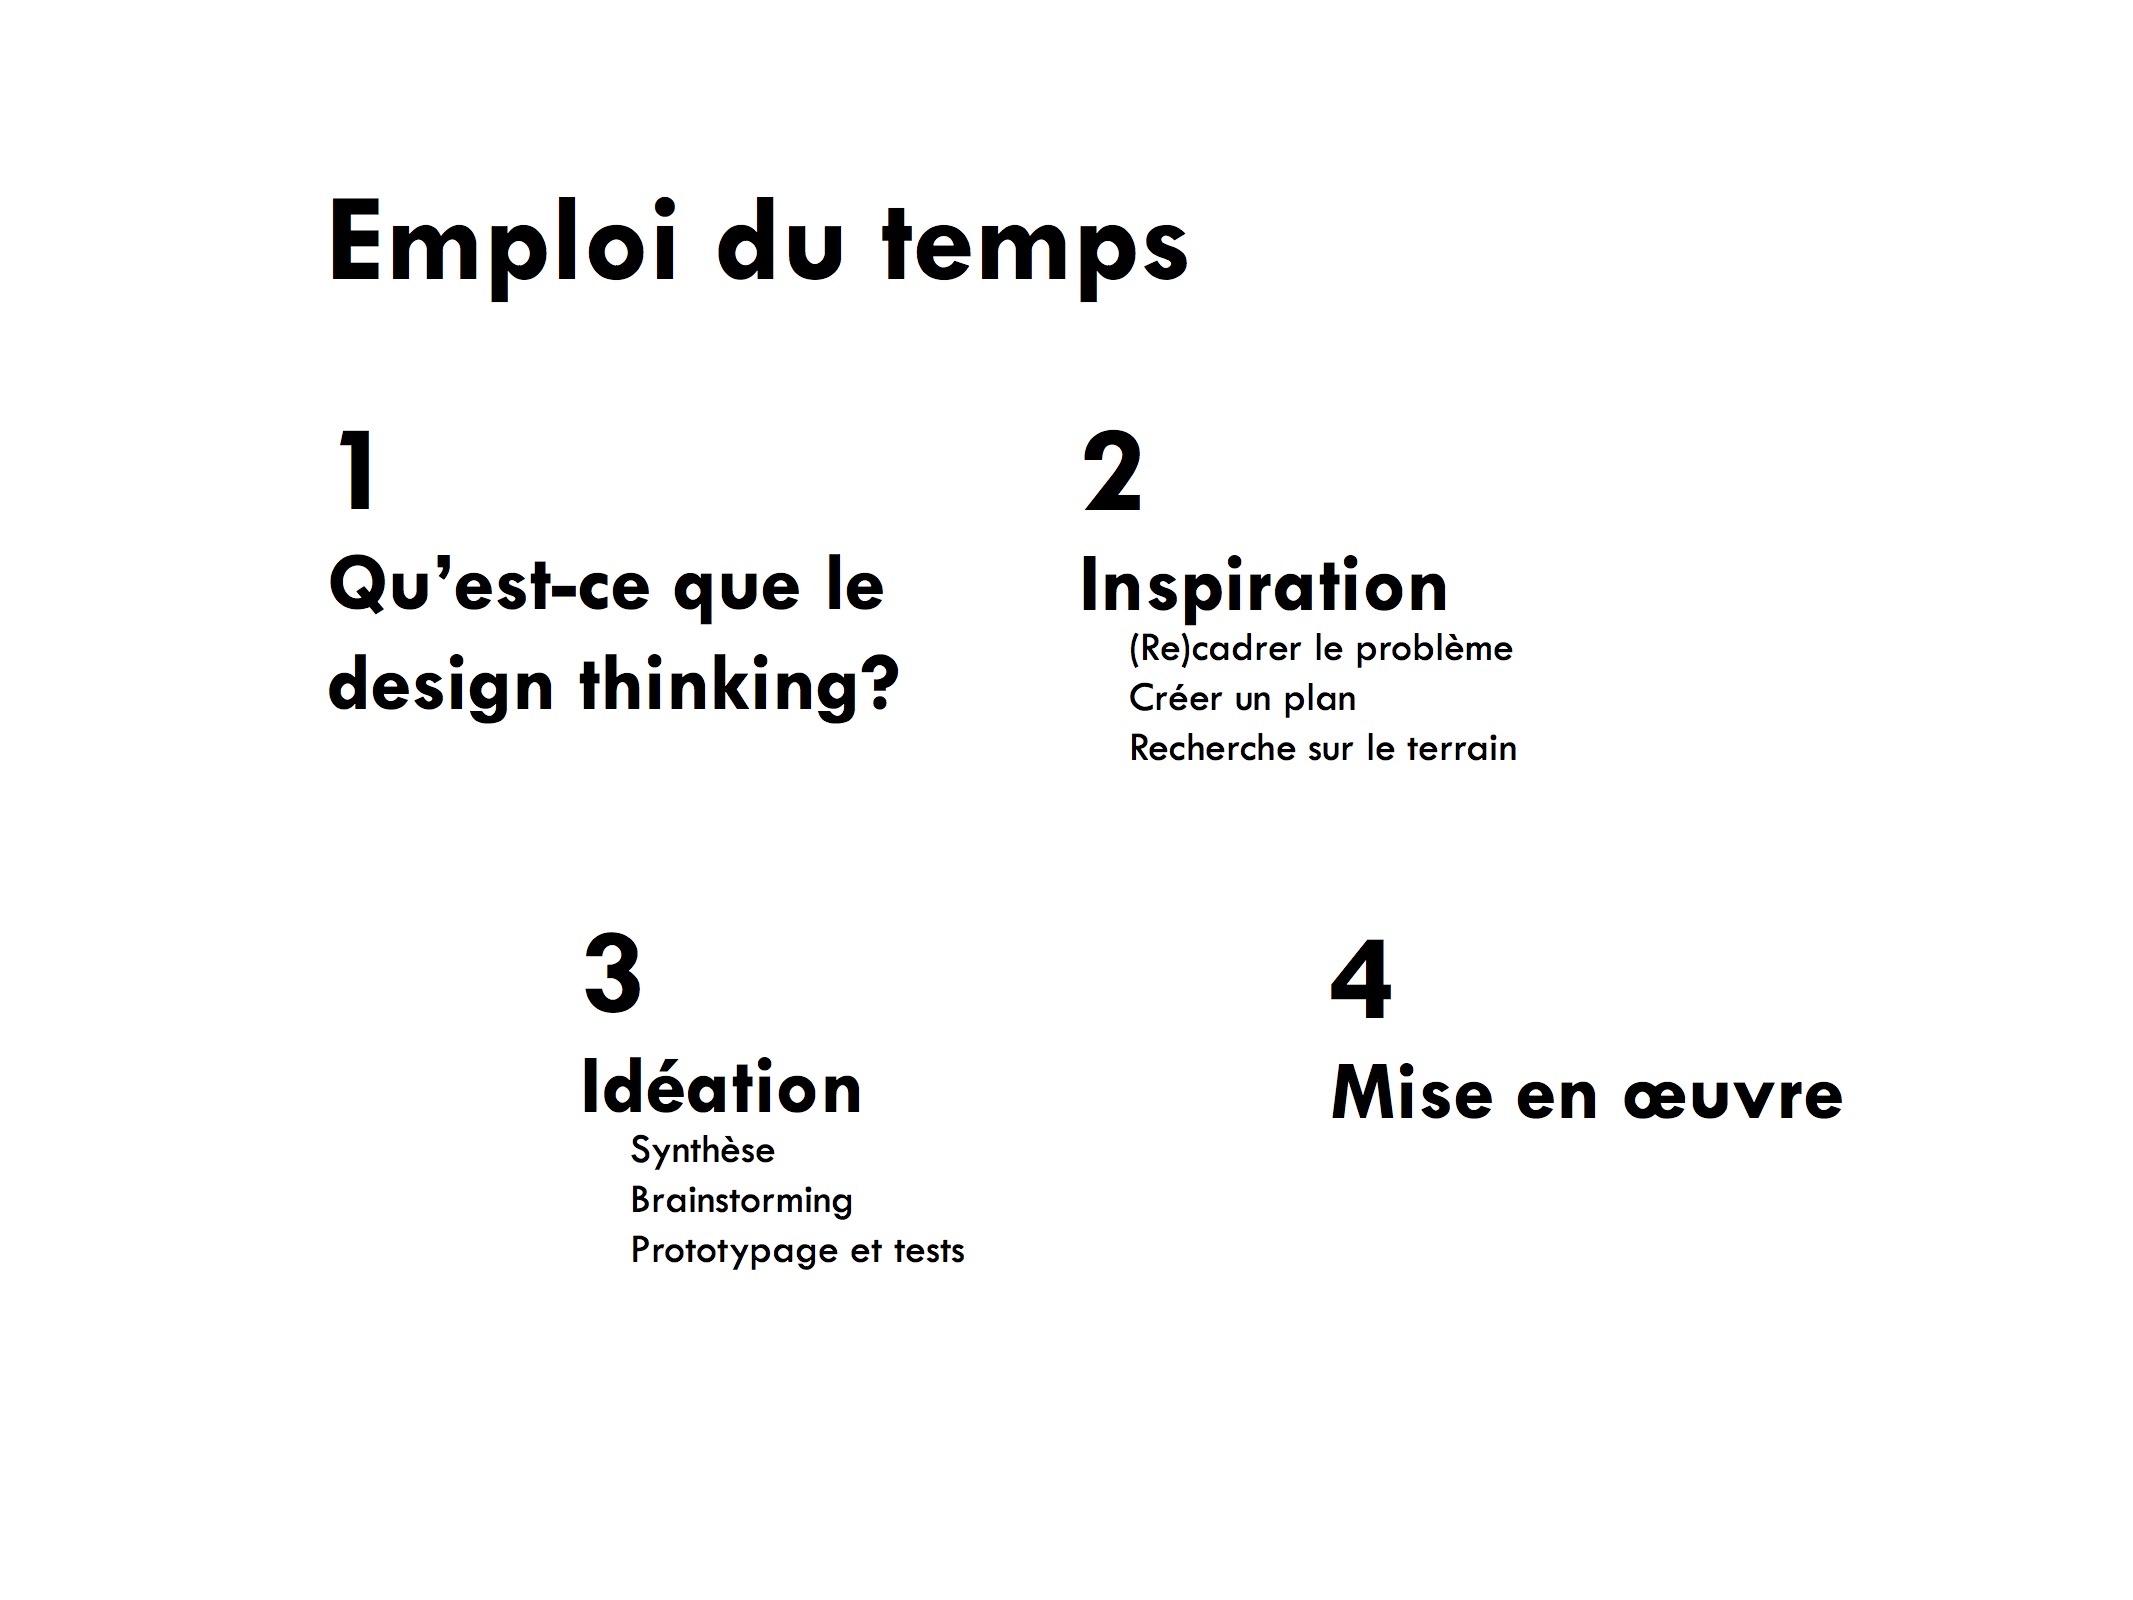 Emploi du temps
1
Qu’est-ce que le
design thinking?
2
Inspiration
(Re)cadrer le problème
Créer un plan
Recherche sur le terrain
3
Idéation
Synthèse
Brainstorming
Prototypage et tests
4
Mise en œuvre